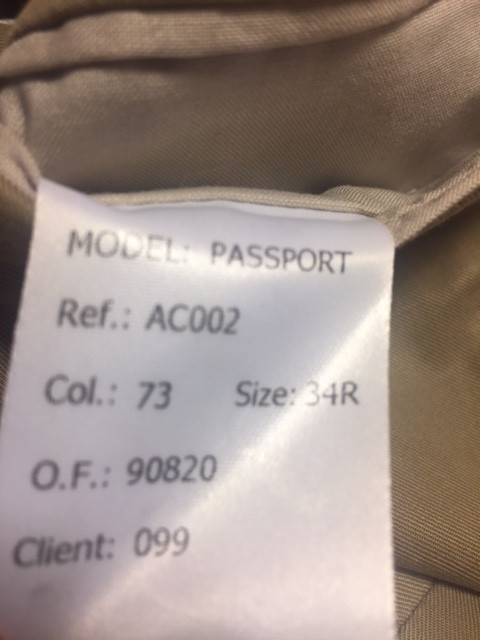 MODEL: PASSPORT
Ref.: AC002
Col.: 73 Size: 34R
O.F.: 90820
Client: 099